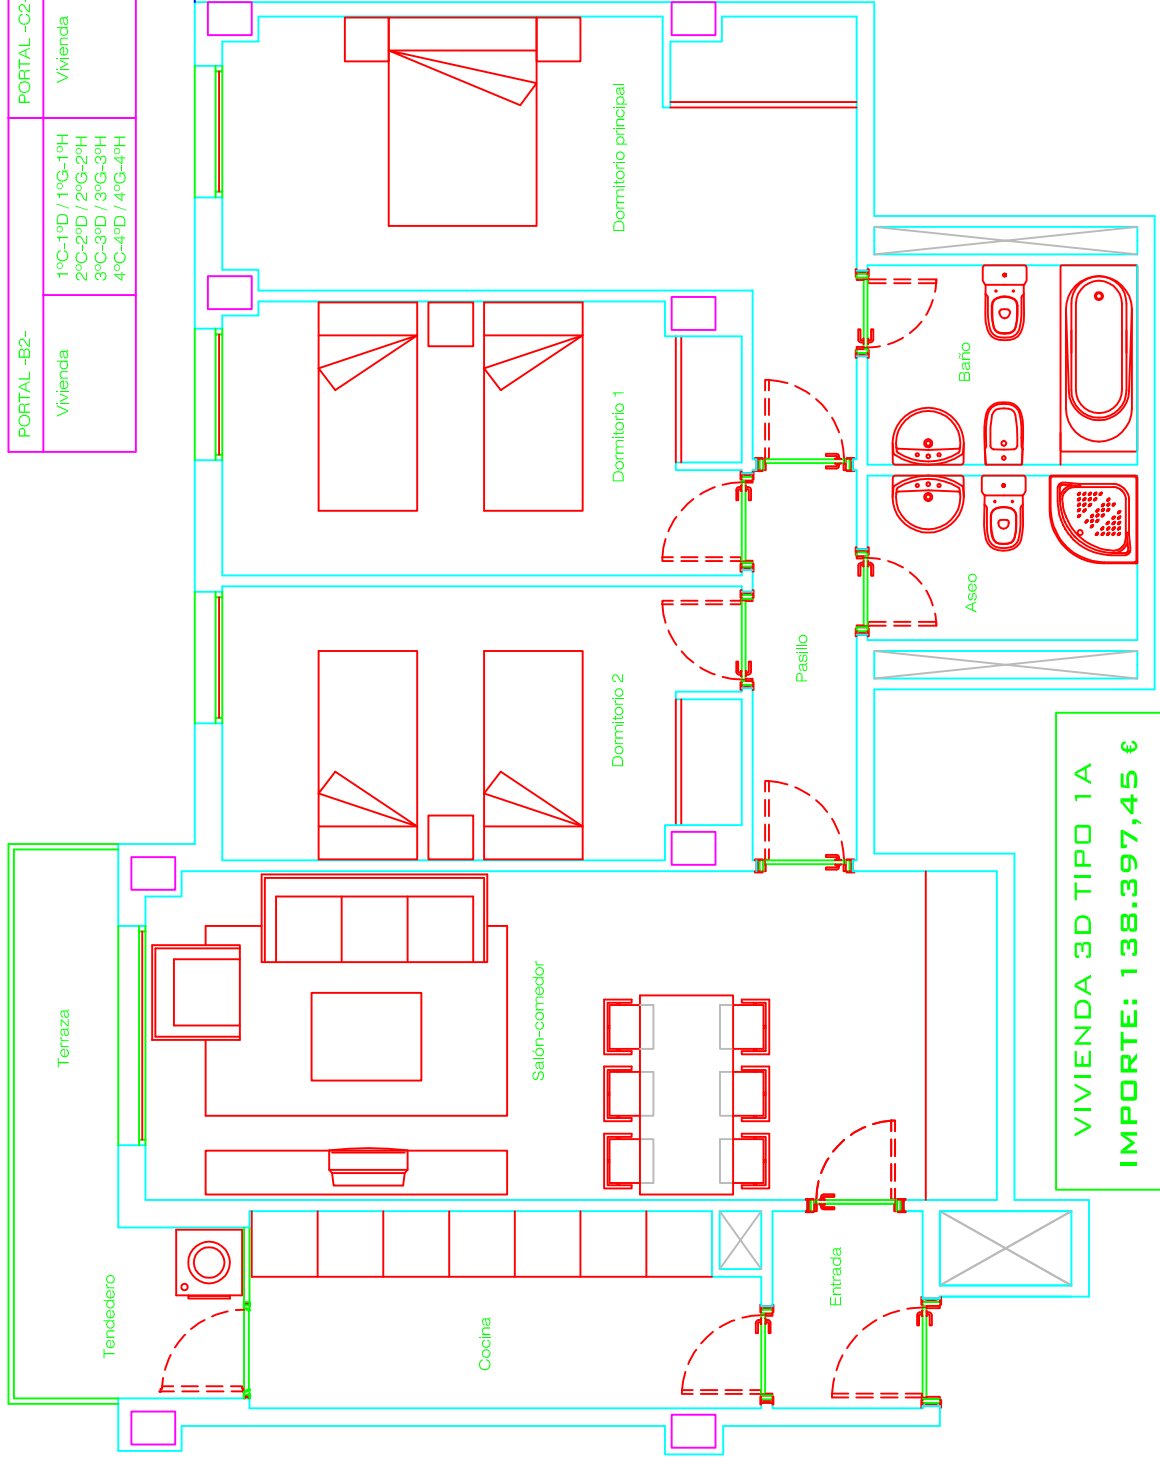 PORTAL -B2-
PORTAL -C2-
Vivienda
1ºC-1ºD / 1ºG-1ºH
2ºC-2ºD / 2ºG-2ºH
3ºC-3ºD / 3ºG-3ºH
4ºC-4ºD / 4ºG-4ºH
Vivienda
Dormitorio principal
Dormitorio 1
Dormitorio 2
Baño
Aseo
Pasillo
Terraza
Salón-comedor
Tendedero
Cocina
Entrada
VIVIENDA 3D TIPO 1A
IMPORTE: 138.397,45 €